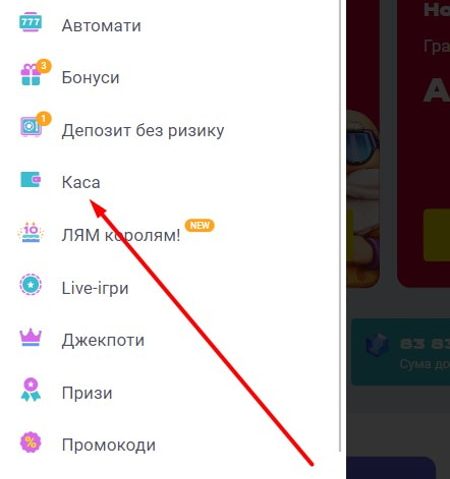 777
Автомати
3
Бонуси
1
Депозит без ризику
Каса
10
ЛЯМ королям!
NEW
Live-ігри
Джекпоти
Призи
%
Промокоди
Но
Гра
А
83 8
Сума до